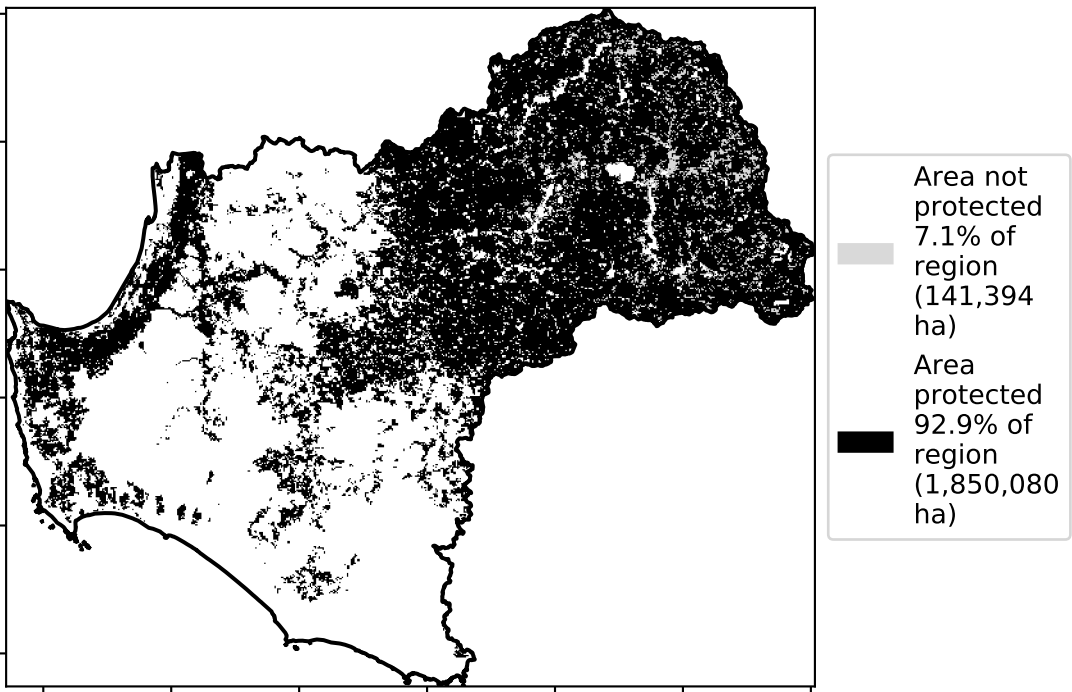 Area not
protected
7.1% of
region
(141,394
ha)
Area
protected
92.9% of
region
(1,850,080
ha)